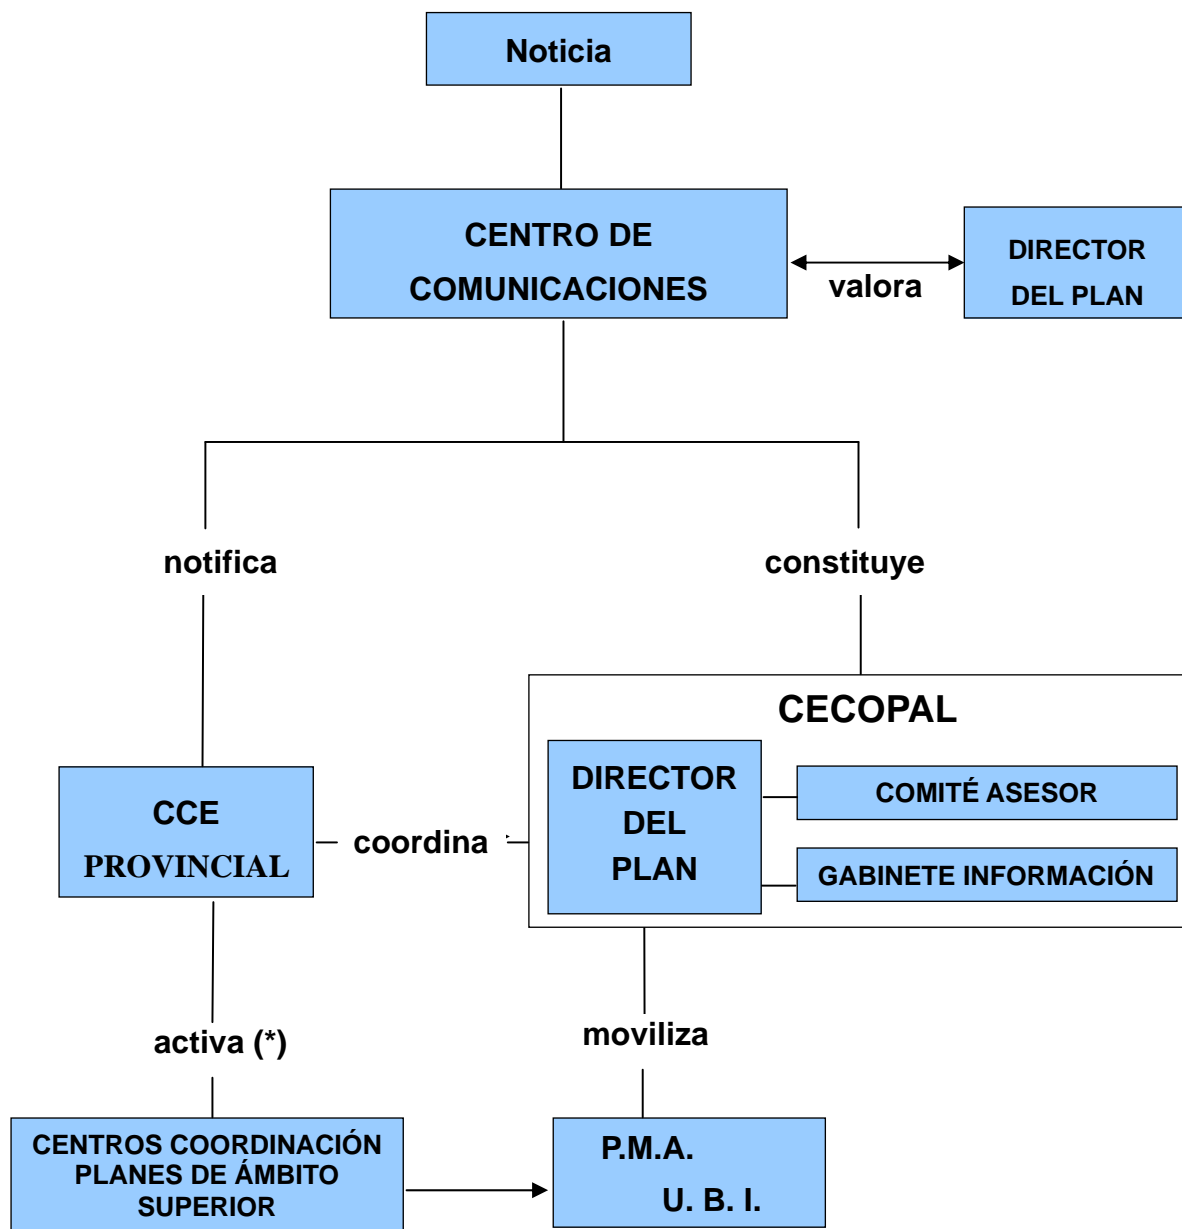 Noticia
CENTRO DE
COMUNICACIONES
valora
DIRECTOR
DEL PLAN
notifica
constituye
CECOPAL
DIRECTOR
DEL
PLAN
COMITÉ ASESOR
GABINETE INFORMACIÓN
CCE
PROVINCIAL
coordina
activa (*)
moviliza
CENTROS COORDINACIÓN
PLANES DE ÁMBITO
SUPERIOR
P.M.A.
U. B. I.